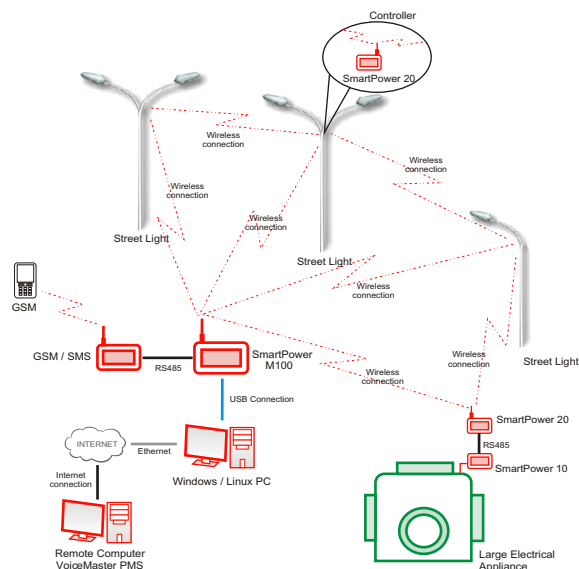 Controller
SmartPower 20
Wireless
connection
Wireless
connection
Wireless
connection
Wireless
connection
Wireless
connection
Street Light
Street Light
GSM
GSM / SMS
RS485
SmartPower
M100
Wireless
connection
Street Light
Wireless
connection
USB Connection
SmartPower 20
RS485
SmartPower 10
INTERNET
Ethernet
Windows / Linux PC
Internet
connection
Remote Computer
VoiceMaster PMS
Large Electrical
Appliance